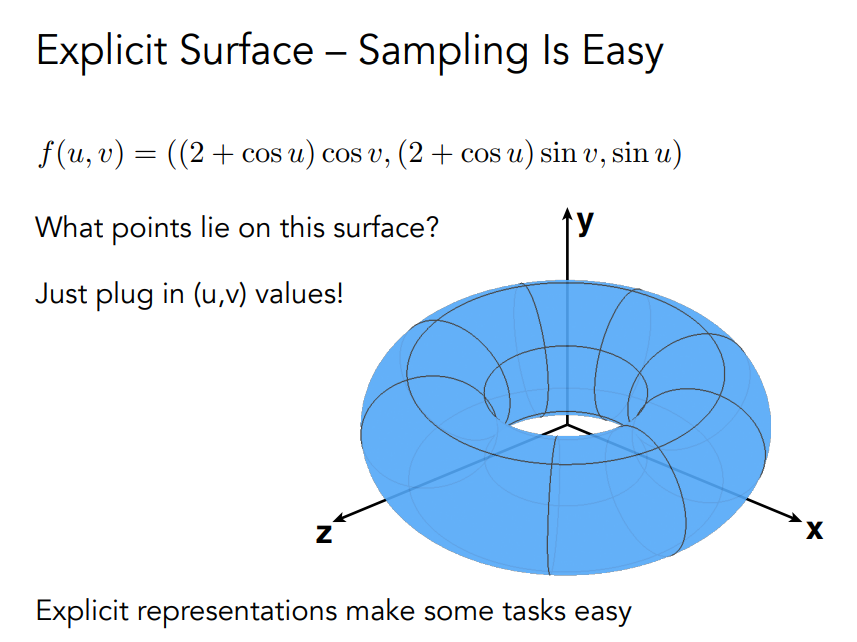 Explicit Surface – Sampling Is Easy
f(u, v) = ((2 + cos u) cos v, (2 + cos u) sin v, sin u)
What points lie on this surface?
Just plug in (u,v) values!
y
z
x
Explicit representations make some tasks easy